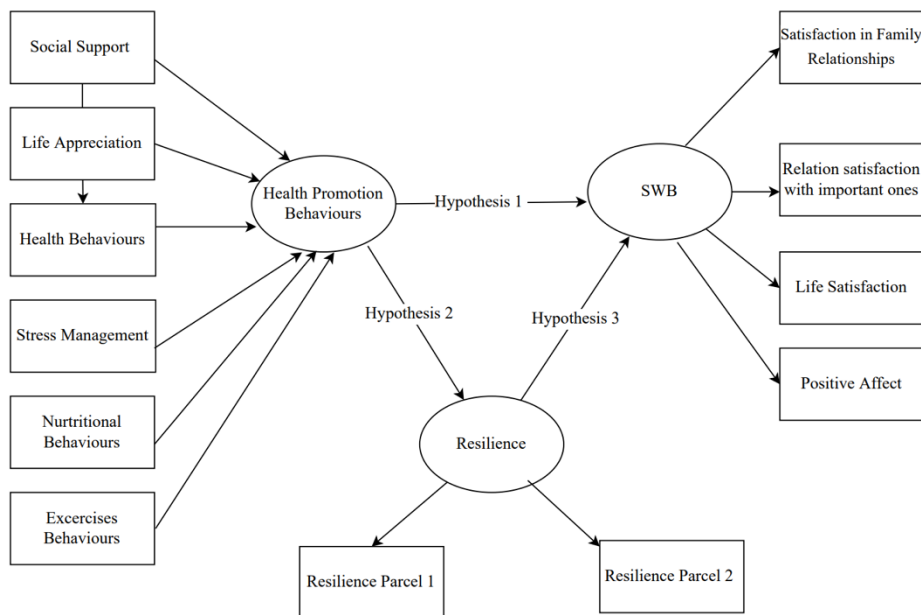 Social Support
Life Appreciation
Health Behaviours
Stress Management
Nurtritional
Behaviours
Excercises
Behaviours
Health Promotion
Behaviours
Hypothesis 1
Hypothesis 2
Hypothesis 3
Resilience
Resilience Parcel 1
Resilience Parcel 2
SWB
Satisfaction in Family
Relationships
Relation satisfaction
with important ones
Life Satisfaction
Positive Affect